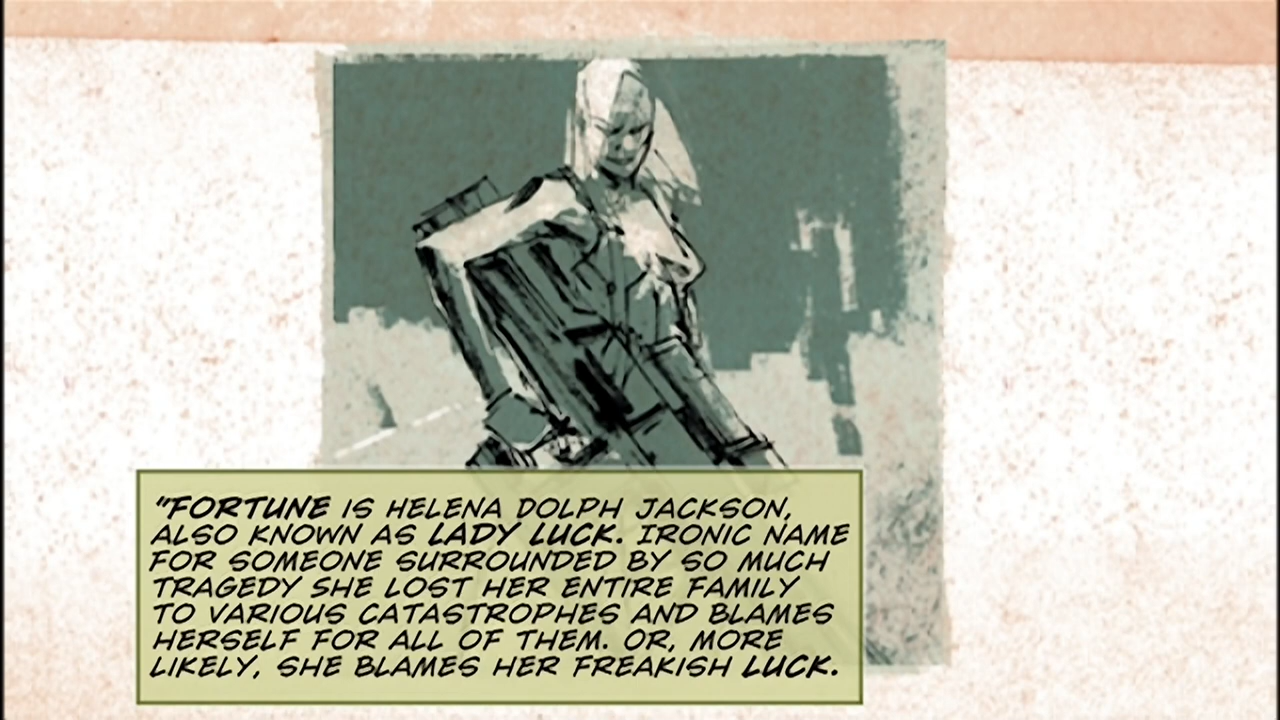 "FORTUNE IS HELENA DOLPH JACKSON,
ALSO KNOWN AS LADY LUCK. IRONIC NAME
FOR SOMEONE SURROUNDED BY SO MUCH
TRAGEDY SHE LOST HER ENTIRE FAMILY
TO VARIOUS CATASTROPHES AND BLAMES
HERSELF FOR ALL OF THEM. OR, MORE
LIKELY, SHE BLAMES HER FREAKISH LUCK.